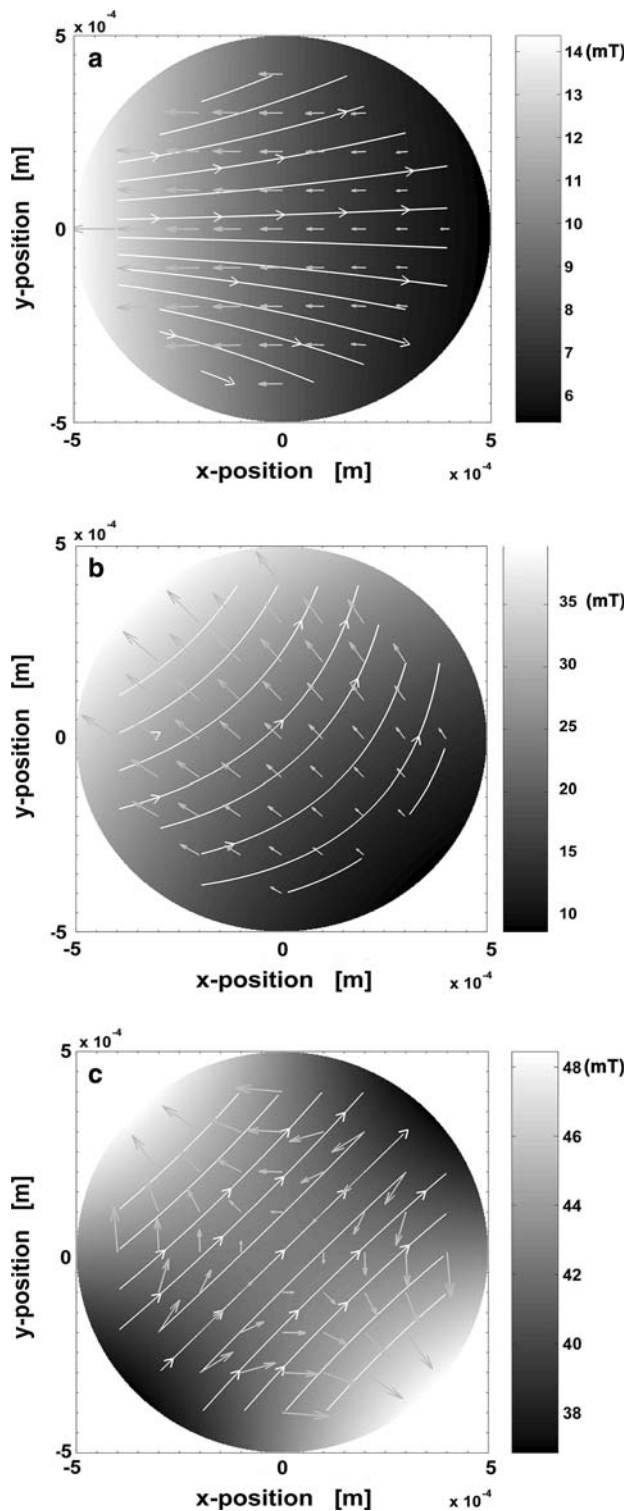 x 10⁻⁴
5
a
0
-5
-5
0
5
y-position [m]
x-position [m]
x 10⁻⁴
14 (mT)
13
12
11
10
9
8
7
6
x 10⁻⁴
5
b
0
-5
-5
0
5
y-position [m]
x-position [m]
x 10⁻⁴
35 (mT)
30
25
20
15
10
x 10⁻⁴
5
c
0
-5
-5
0
5
y-position [m]
x-position [m]
x 10⁻⁴
48 (mT)
46
44
42
40
38